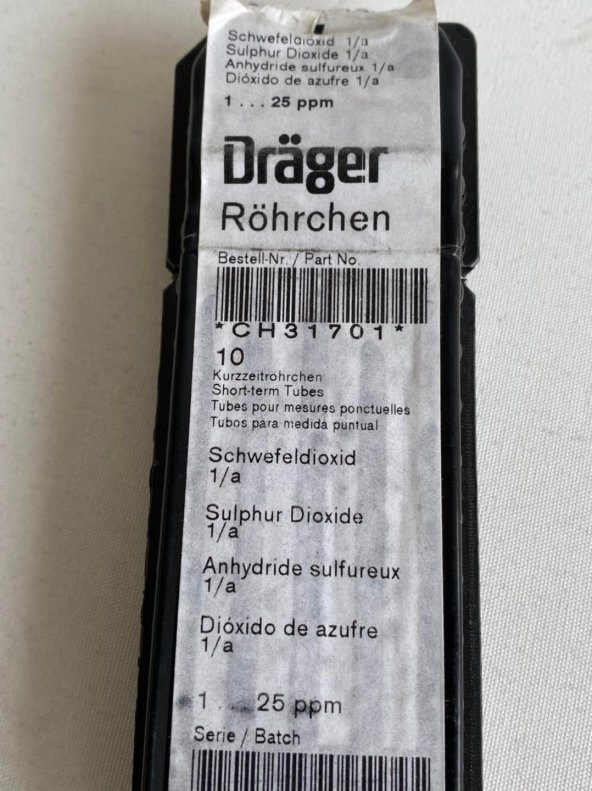 Schwefeldioxid 1/a
Sulphur Dioxide 1/a
Anhydride sulfureux 1/a
Dióxido de azufre 1/a
1 . . . 25 ppm
Dräger
Röhrchen
Bestell-Nr. / Part No.
*CH31701*
10
Kurzzeitröhrchen
Short-term Tubes
Tubes pour mesures ponctuelles
Tubos para medida puntual
Schwefeldioxid
1/a
Sulphur Dioxide
1/a
Anhydride sulfureux
1/a
Dióxido de azufre
1/a
1 . . . 25 ppm
Serie / Batch